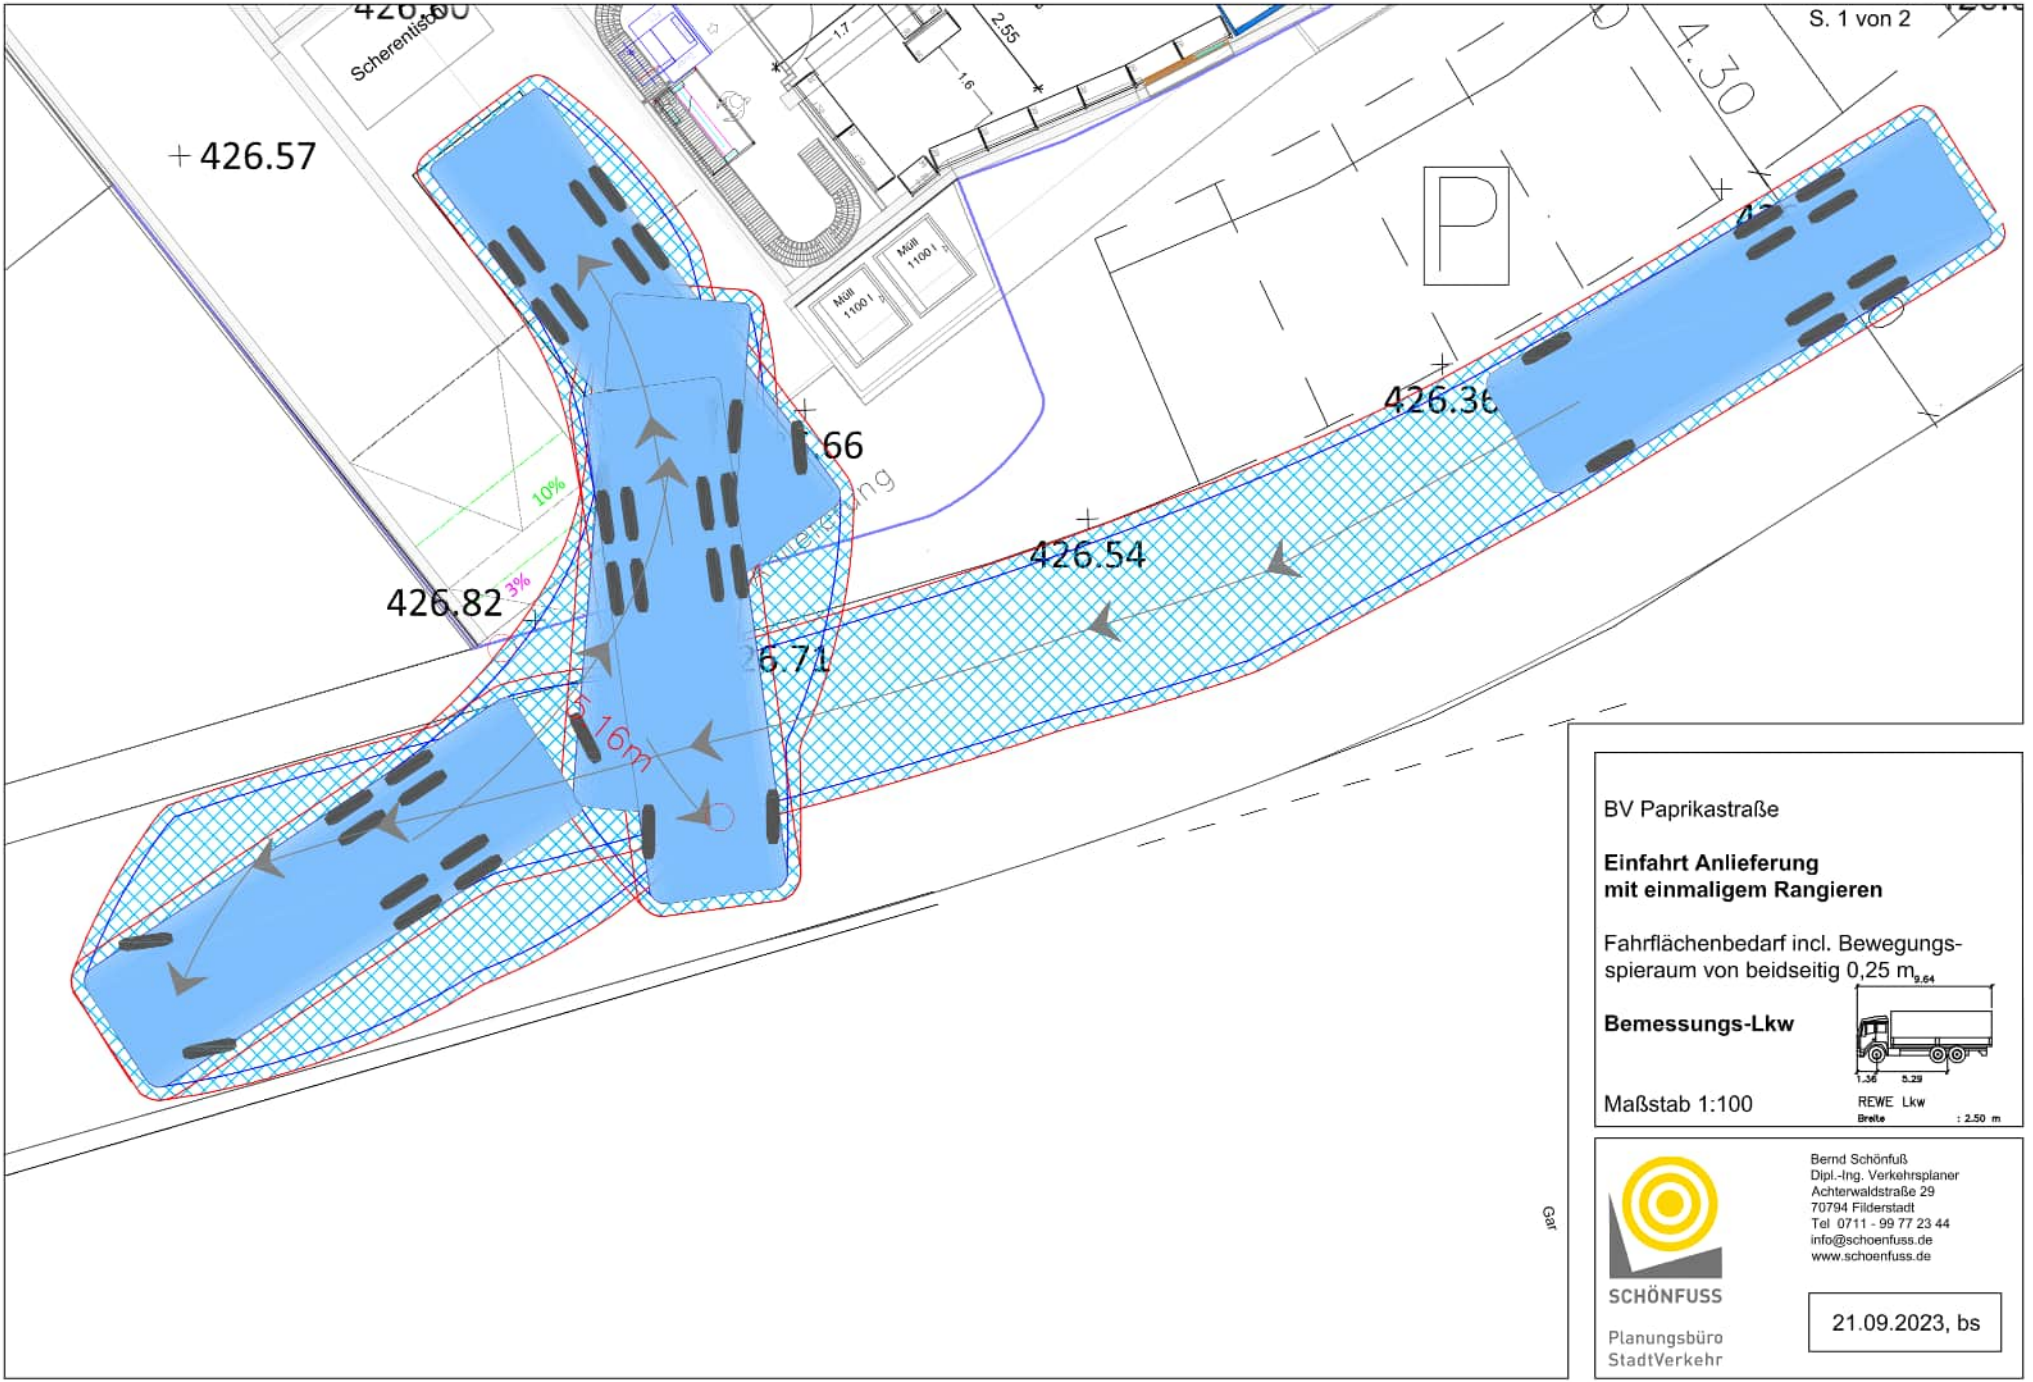 S. 1 von 2
Scherentisch
1.7
2.55
1.6
4.30
426.57
P
Müll
1100 l
Müll
1100 l
426.36
.66
10%
3%
426.54
426.82
26.71
5.16m
BV Paprikastraße
Einfahrt Anlieferung
mit einmaligem Rangieren
Fahrflächenbedarf incl. Bewegungs-
spieraum von beidseitig 0,25 m
9.64
Bemessungs-Lkw
1.36
5.29
Maßstab 1:100
REWE Lkw
Breite : 2.50 m
Bernd Schönfuß
Dipl.-Ing. Verkehrsplaner
Achterwaldstraße 29
70794 Filderstadt
Tel 0711 - 99 77 23 44
info@schoenfuss.de
www.schoenfuss.de
Gar
SCHÖNFUSS
Planungsbüro
StadtVerkehr
21.09.2023, bs